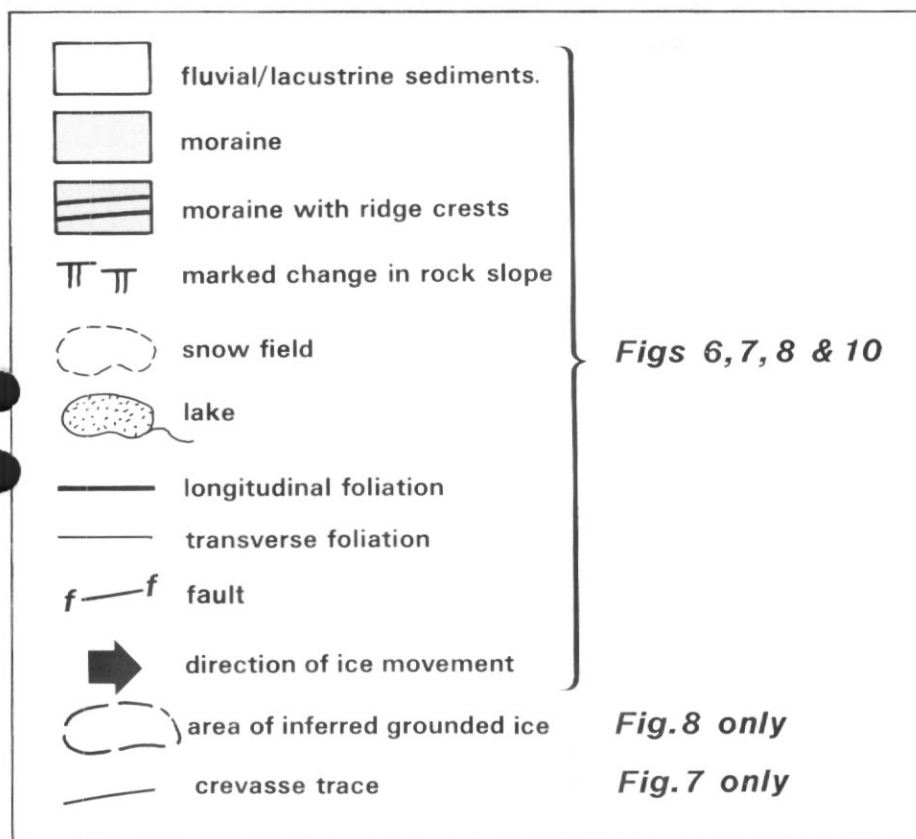 fluvial/lacustrine sediments.
moraine
moraine with ridge crests
marked change in rock slope
snow field
Figs 6, 7, 8 & 10
lake
longitudinal foliation
transverse foliation
f f fault
direction of ice movement
area of inferred grounded ice Fig. 8 only
crevasse trace Fig. 7 only